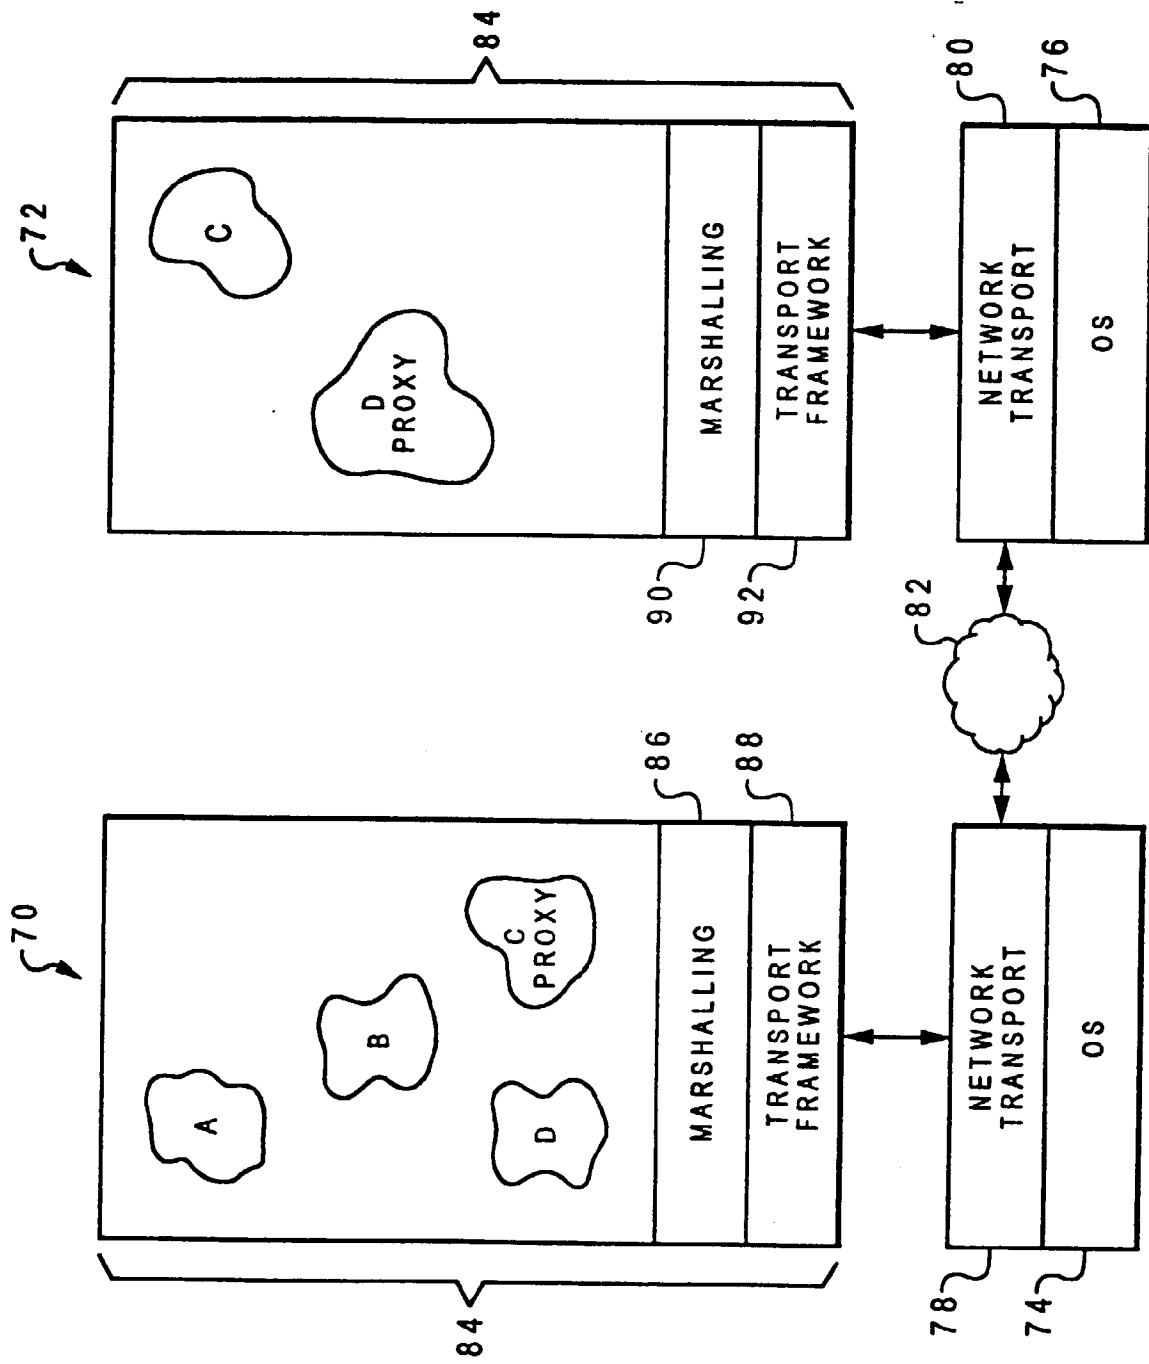 70
72
A
B
D
C
PROXY
C
D
PROXY
84
84
MARSHALLING
86
TRANSPORT
FRAMEWORK
88
90
MARSHALLING
92
TRANSPORT
FRAMEWORK
78
NETWORK
TRANSPORT
74
OS
82
NETWORK
TRANSPORT
80
OS
76